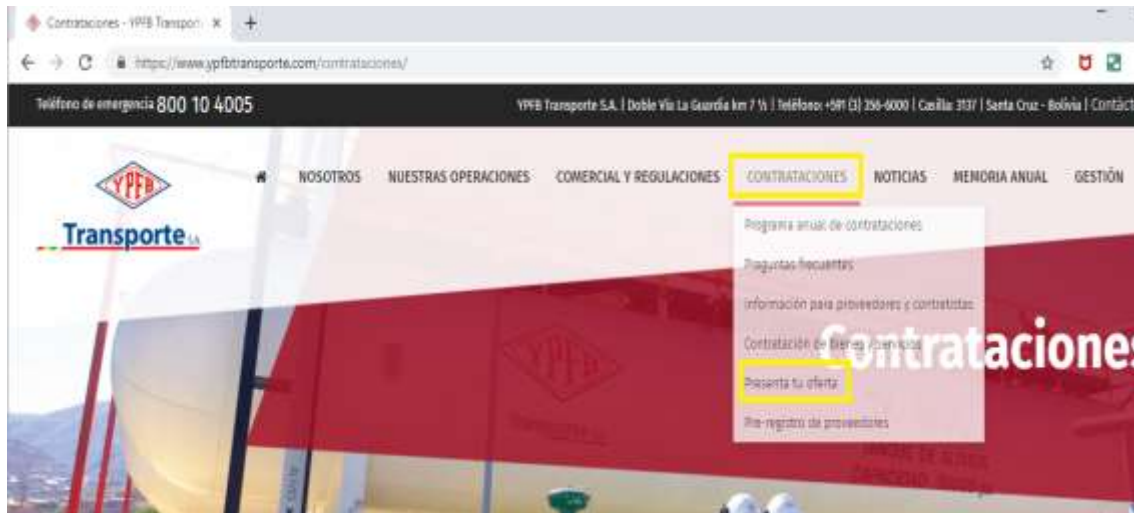 Contrataciones - YPFB Transpor
https://www.ypfbtransporte.com/contrataciones/
Teléfono de emergencia 800 10 4005
YPFB Transporte S.A. | Doble Vía La Guardia km 7 ½ | Teléfono: +591 (3) 356-6000 | Casilla: 3137 | Santa Cruz - Bolivia | Contáct
YPFB
Transporte S.A.
NOSOTROS NUESTRAS OPERACIONES COMERCIAL Y REGULACIONES CONTRATACIONES NOTICIAS MEMORIA ANUAL GESTIÓN
Programa anual de contrataciones
Preguntas frecuentes
Información para proveedores y contratistas
Contratación de bienes y servicios
Presenta tu oferta
Pre-registro de proveedores
Contrataciones
YPFB